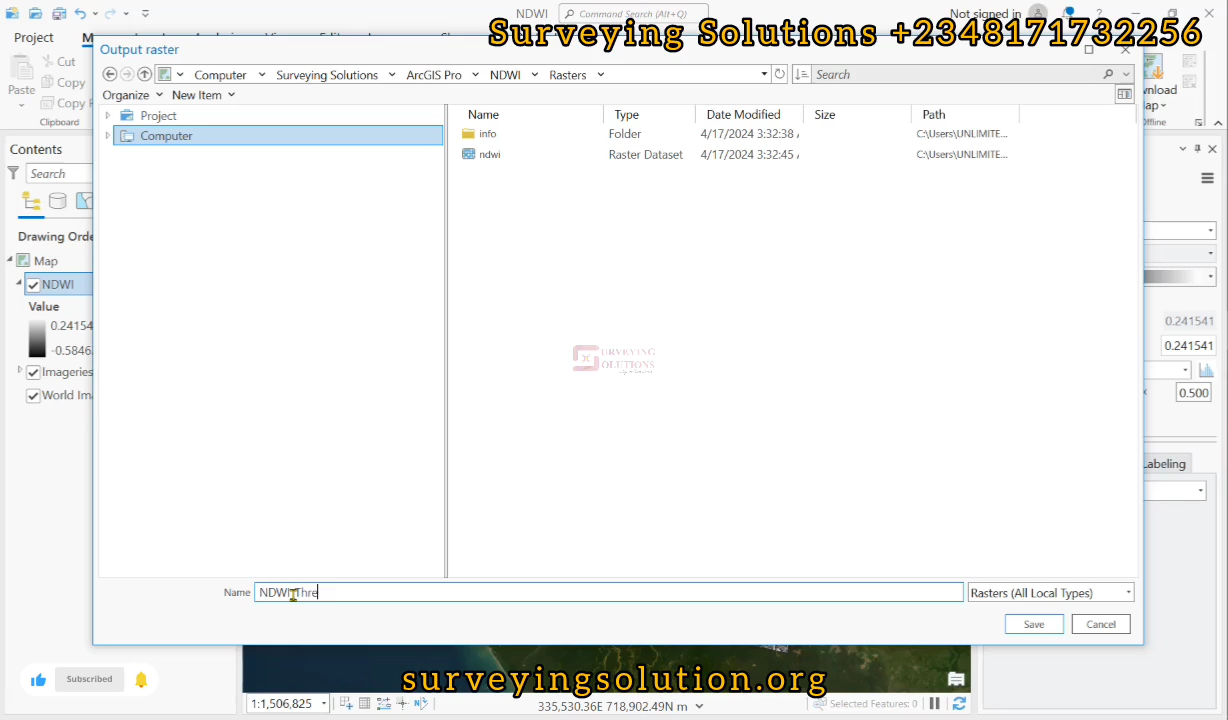 NDWI
Command Search (Alt+Q)
Not signed in
?
Surveying Solutions +2348171732256
Project
Output raster
Cut
Copy
Copy
Paste
Clipboard
Computer
Surveying Solutions
ArcGIS Pro
NDWI
Rasters
Search
Organize
New Item
Name
Type
Date Modified
Size
Path
Project
Computer
info
Folder
4/17/2024 3:32:38
C:\Users\UNLIMITE...
ndwi
Raster Dataset
4/17/2024 3:32:45
C:\Users\UNLIMITE...
Contents
Search
Drawing Orde
Map
NDWI
Value
0.241541
-0.5846
Imageries
World Ima
0.241541
0.241541
0.500
Labeling
SURVEYING
SOLUTIONS
Name
NDWI_Thre
Rasters (All Local Types)
Save
Cancel
Subscribed
surveyingsolution.org
1:1,506,825
335,530.36E 718,902.49N m
Selected Features: 0